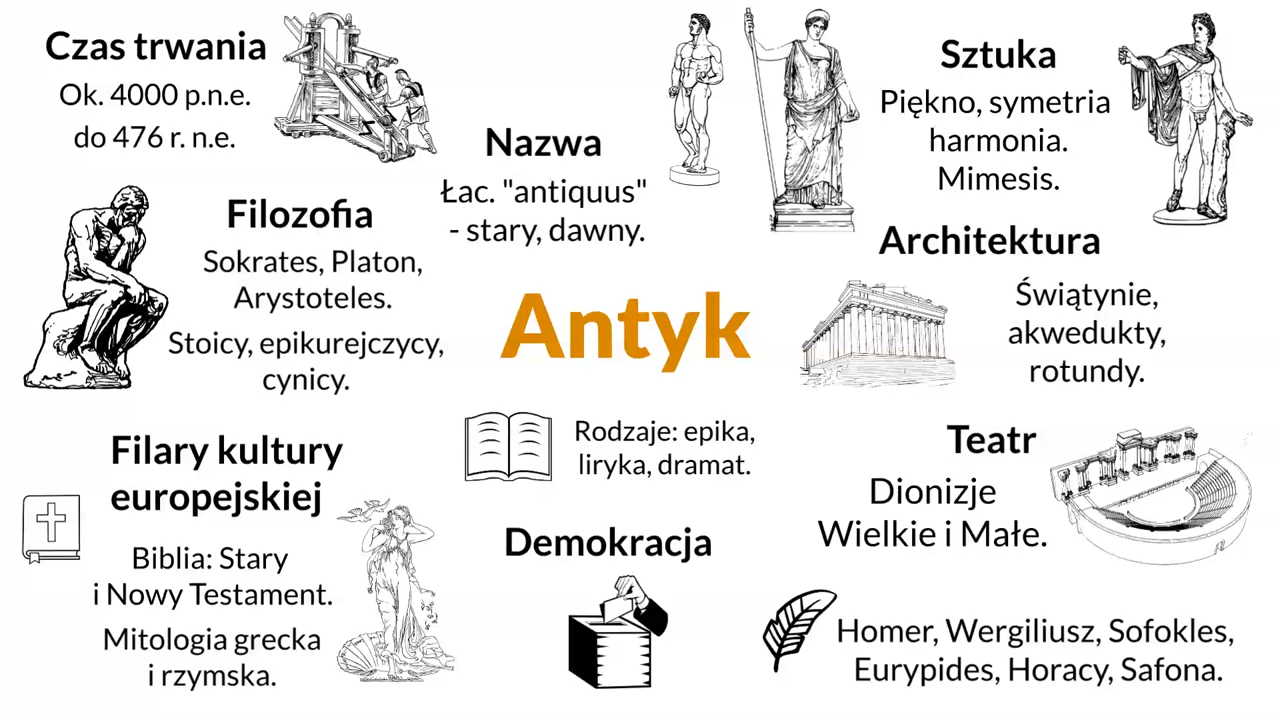 Czas trwania
Ok. 4000 p.n.e.
do 476 r. n.e.
Nazwa
Łac. "antiquus"
- stary, dawny.
Sztuka
Piękno, symetria
harmonia.
Mimesis.
Filozofia
Sokrates, Platon,
Arystoteles.
Stoicy, epikurejczycy,
cynicy.
Antyk
Architektura
Świątynie,
akwedukty,
rotundy.
Filary kultury
europejskiej
Biblia: Stary
i Nowy Testament.
Mitologia grecka
i rzymska.
Rodzaje: epika,
liryka, dramat.
Demokracja
Teatr
Dionizje
Wielkie i Małe.
Homer, Wergiliusz, Sofokles,
Eurypides, Horacy, Safona.